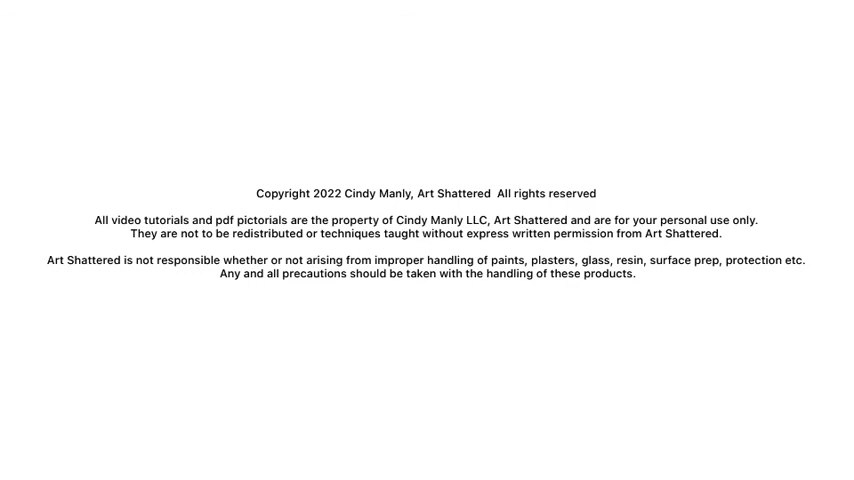 Copyright 2022 Cindy Manly, Art Shattered  All rights reserved
All video tutorials and pdf pictorials are the property of Cindy Manly LLC, Art Shattered and are for your personal use only.
They are not to be redistributed or techniques taught without express written permission from Art Shattered.
Art Shattered is not responsible whether or not arising from improper handling of paints, plasters, glass, resin, surface prep, protection etc.
Any and all precautions should be taken with the handling of these products.